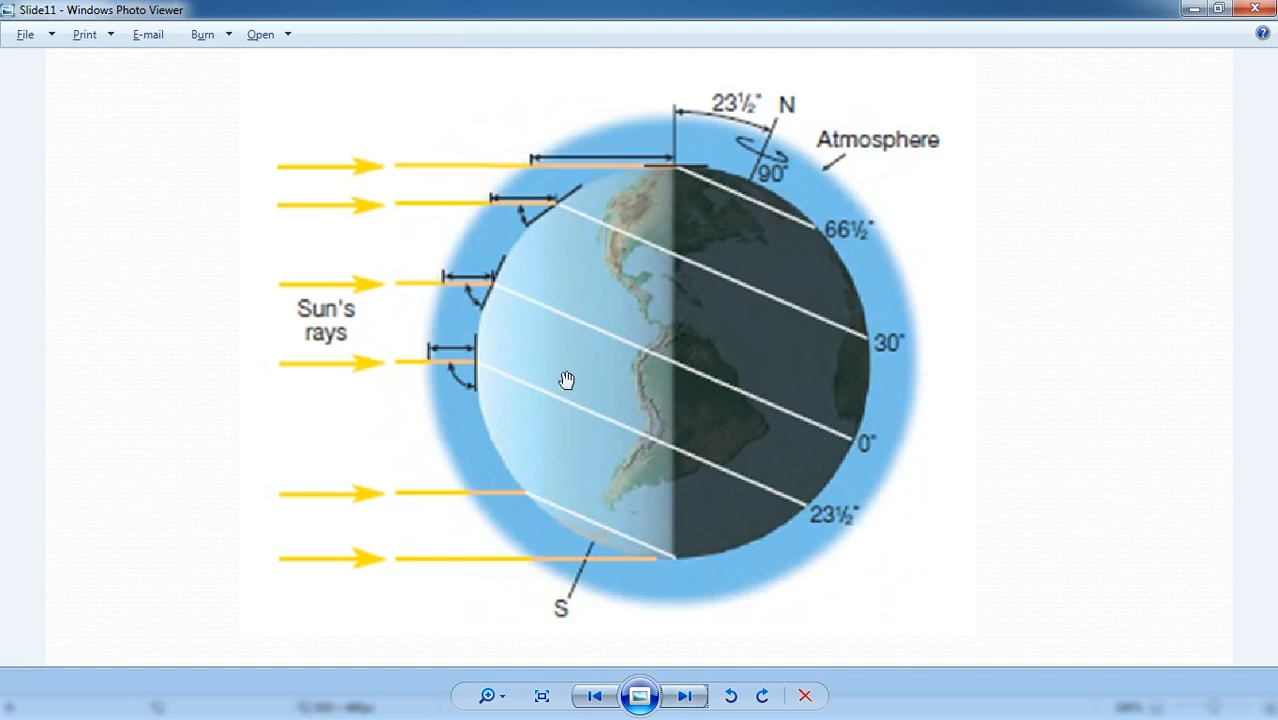 Slide11 - Windows Photo Viewer
File Print E-mail Burn Open
23½° N
Atmosphere
90°
66½°
Sun's
rays
30°
0°
23½°
S